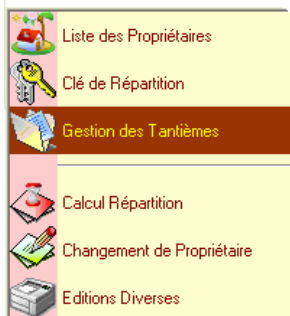 Liste des Propriétaires
Clé de Répartition
Gestion des Tantièmes
Calcul Répartition
Changement de Propriétaire
Editions Diverses